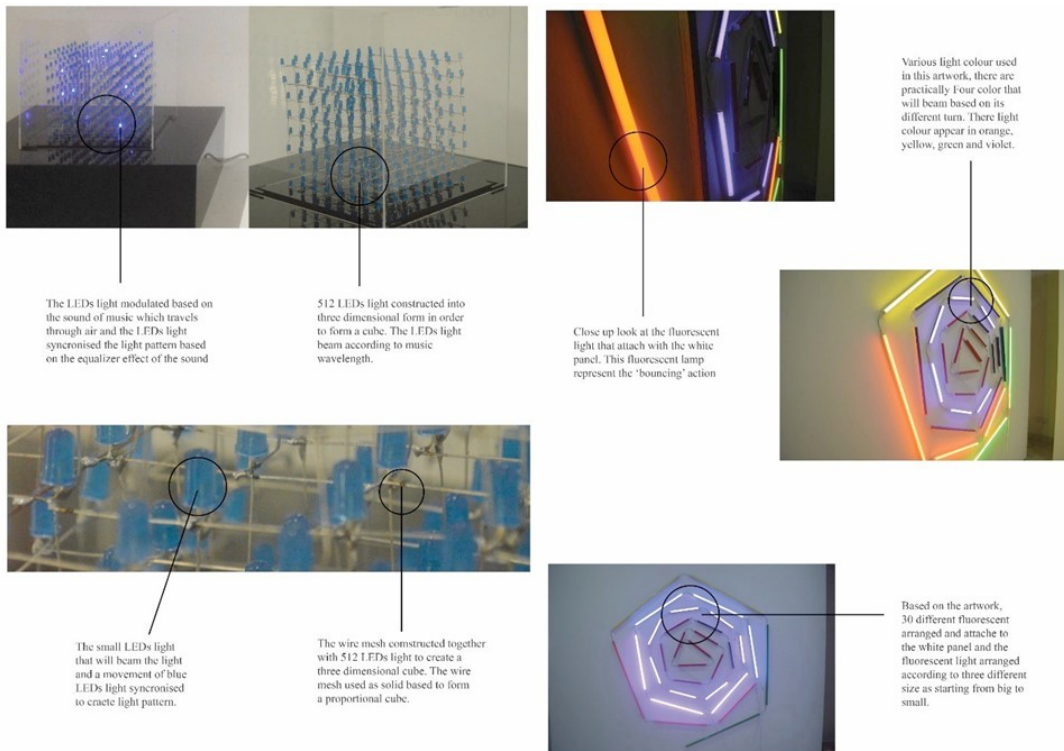 The LEDs light modulated based on
the sound of music which travels
through air and the LEDs light
syncronised the light pattern based
on the equalizer effect of the sound
512 LEDs light constructed into
three dimensional form in order
to form a cube. The LEDs light
beam according to music
wavelength.
The small LEDs light
that will beam the light
and a movement of blue
LEDs light syncronised
to craete light pattern.
The wire mesh comstructed together
with 512 LEDs light to create a
three dimensional cube. The wire
mesh used as solid based to form
a proportional cube.
Close up look at the fluorescent
light that attach with the white
panel. This fluorescent lamp
represent the ‘bouncing’ action
Various light colour used
in this artwork, there are
practically Four color that
will beam based on its
different turn. There light
colour appear in orange,
yellow, green and violet.
Based on the artwork,
30 different fluorescent
arranged and attache to
the white panel and the
fluorescent light arranged
according to three different
size as starting from big to
small.